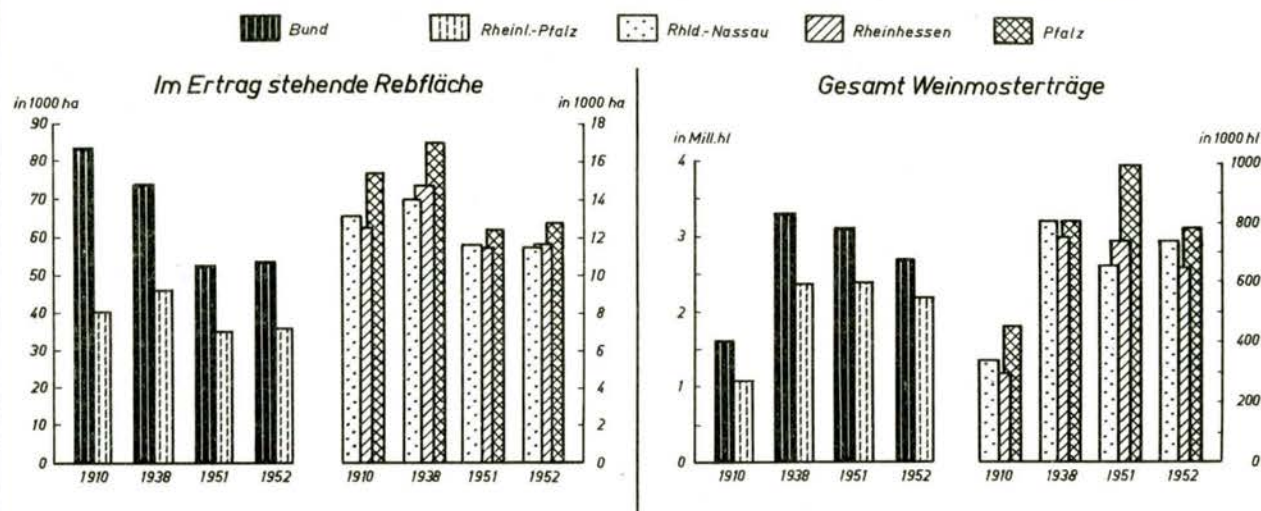 Bund Rheinl.-Pfalz Rhld.-Nassau Rheinhessen Pfalz
Im Ertrag stehende Rebfläche
in 1000 ha in 1000 ha
90 18
80 16
70 14
60 12
50 10
40 8
30 6
20 4
10 2
0 0
1910 1938 1951 1952 1910 1938 1951 1952
Gesamt Weinmosterträge
in Mill. hl in 1000 hl
4 1000
3 800
600
2 400
1 200
0 0
1910 1938 1951 1952 1910 1938 1951 1952